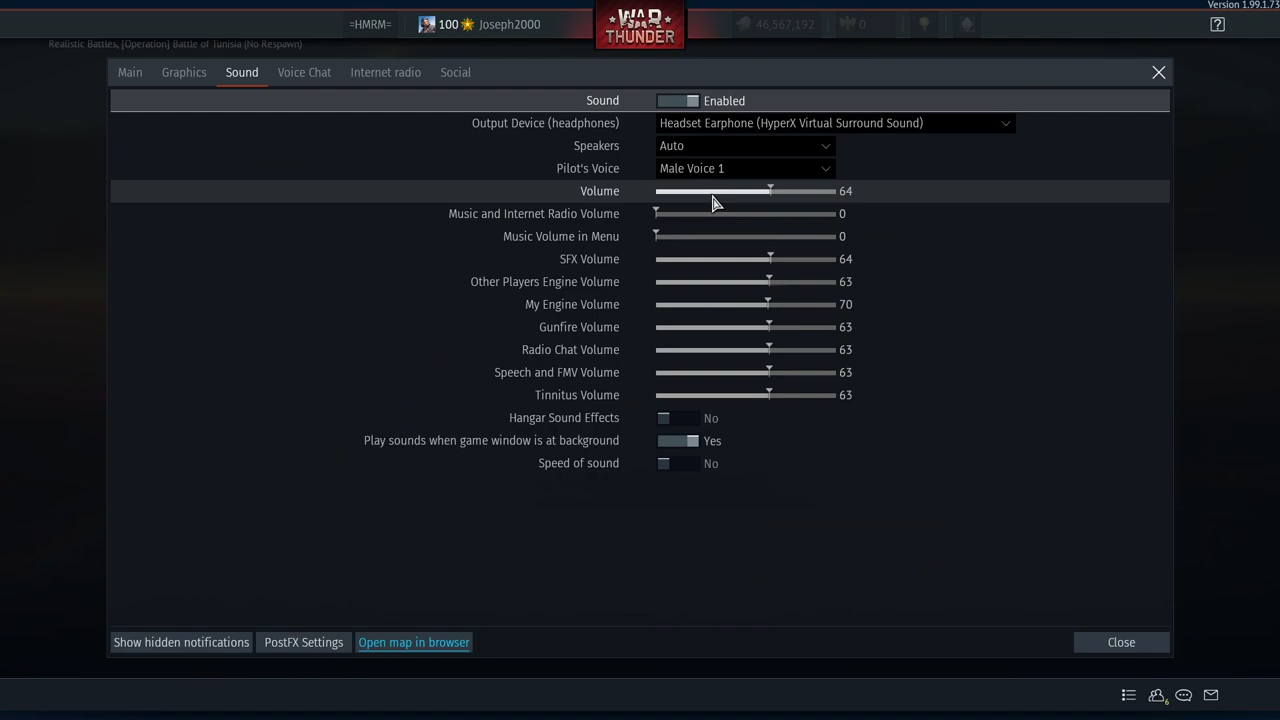 Version 1.99.1.73
=HMRM=
100 Joseph2000
WAR THUNDER
46,567,192
0
Realistic Battles, [Operation] Battle of Tunisia (No Respawn)
Main Graphics Sound Voice Chat Internet radio Social
Sound Enabled
Output Device (headphones) Headset Earphone (HyperX Virtual Surround Sound)
Speakers Auto
Pilot's Voice Male Voice 1
Volume 64
Music and Internet Radio Volume 0
Music Volume in Menu 0
SFX Volume 64
Other Players Engine Volume 63
My Engine Volume 70
Gunfire Volume 63
Radio Chat Volume 63
Speech and FMV Volume 63
Tinnitus Volume 63
Hangar Sound Effects No
Play sounds when game window is at background Yes
Speed of sound No
Show hidden notifications PostFX Settings Open map in browser Close
6